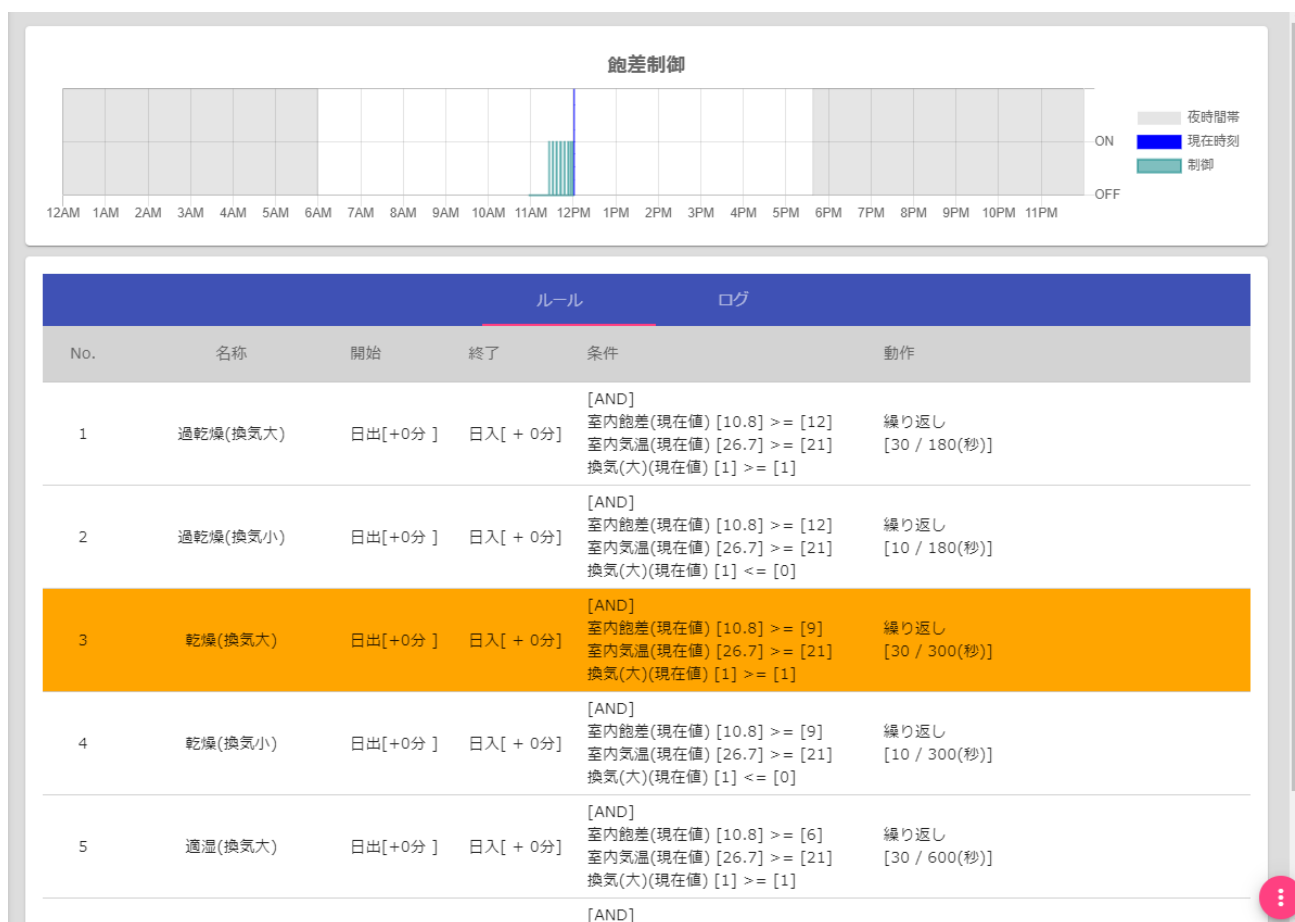 飽差制御
夜時間帯
現在時刻
制御
ON
OFF
12AM 1AM 2AM 3AM 4AM 5AM 6AM 7AM 8AM 9AM 10AM 11AM 12PM 1PM 2PM 3PM 4PM 5PM 6PM 7PM 8PM 9PM 10PM 11PM
ルール ログ
No. 名称 開始 終了 条件 動作
[AND]
室内飽差(現在値) [10.8] >= [12]
1 過乾燥(換気大) 日出[+0分 ] 日入[ + 0分] 繰り返し
室内気温(現在値) [26.7] >= [21] [30 / 180(秒)]
換気(大)(現在値) [1] >= [1]
[AND]
室内飽差(現在値) [10.8] >= [12]
2 過乾燥(換気小) 日出[+0分 ] 日入[ + 0分] 繰り返し
室内気温(現在値) [26.7] >= [21] [10 / 180(秒)]
換気(大)(現在値) [1] <= [0]
[AND]
室内飽差(現在値) [10.8] >= [9]
3 乾燥(換気大) 日出[+0分 ] 日入[ + 0分] 繰り返し
室内気温(現在値) [26.7] >= [21] [30 / 300(秒)]
換気(大)(現在値) [1] >= [1]
[AND]
室内飽差(現在値) [10.8] >= [9]
4 乾燥(換気小) 日出[+0分 ] 日入[ + 0分] 繰り返し
室内気温(現在値) [26.7] >= [21] [10 / 300(秒)]
換気(大)(現在値) [1] <= [0]
[AND]
室内飽差(現在値) [10.8] >= [6]
5 適湿(換気大) 日出[+0分 ] 日入[ + 0分] 繰り返し
室内気温(現在値) [26.7] >= [21] [30 / 600(秒)]
換気(大)(現在値) [1] >= [1]
[AND]